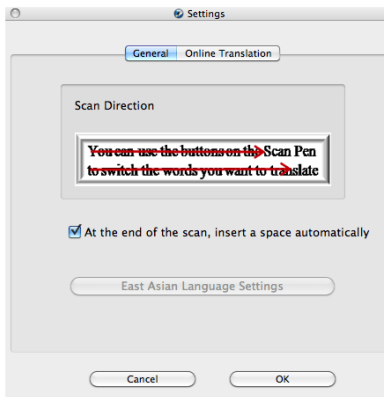 Settings
General Online Translation
Scan Direction
You can use the buttons on the Scan Pen
to switch the words you want to translate
At the end of the scan, insert a space automatically
East Asian Language Settings
Cancel OK